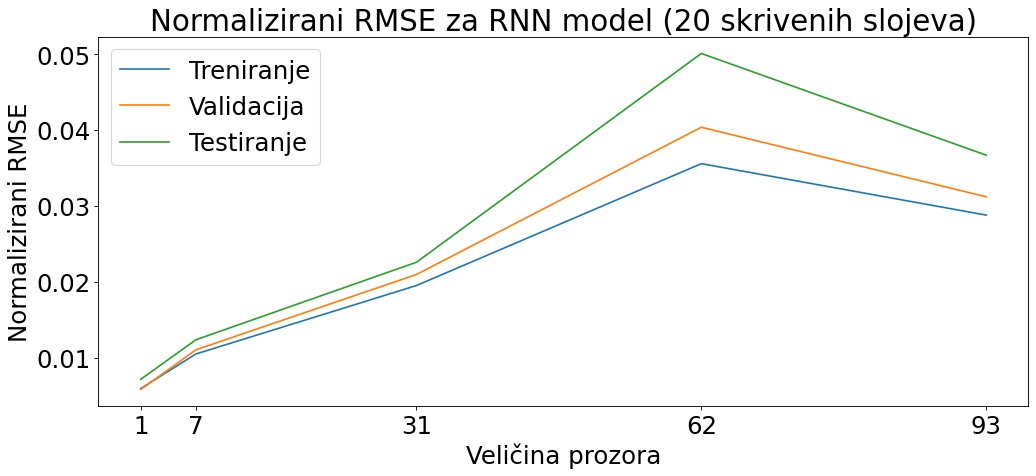 Normalizirani RMSE za RNN model (20 skrivenih slojeva)
Treniranje
Validacija
Testiranje
Normalizirani RMSE
0.05
0.04
0.03
0.02
0.01
1 7 31 62 93
Veličina prozora